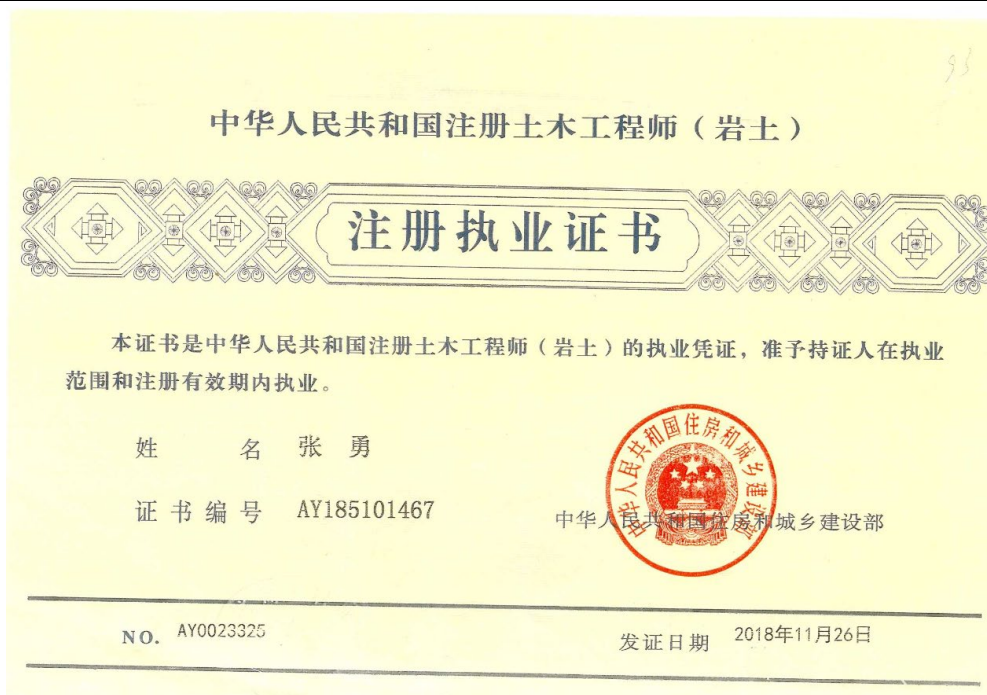 93
中华人民共和国注册土木工程师（岩土）
注册执业证书
本证书是中华人民共和国注册土木工程师（岩土）的执业凭证，准予持证人在执业
范围和注册有效期内执业。
姓 名 张 勇
证书编号 AY185101467
中华人民共和国住房和城乡建设部
中华人民共和国住房和城乡建设部
NO. AY0023325
发证日期 2018年11月26日